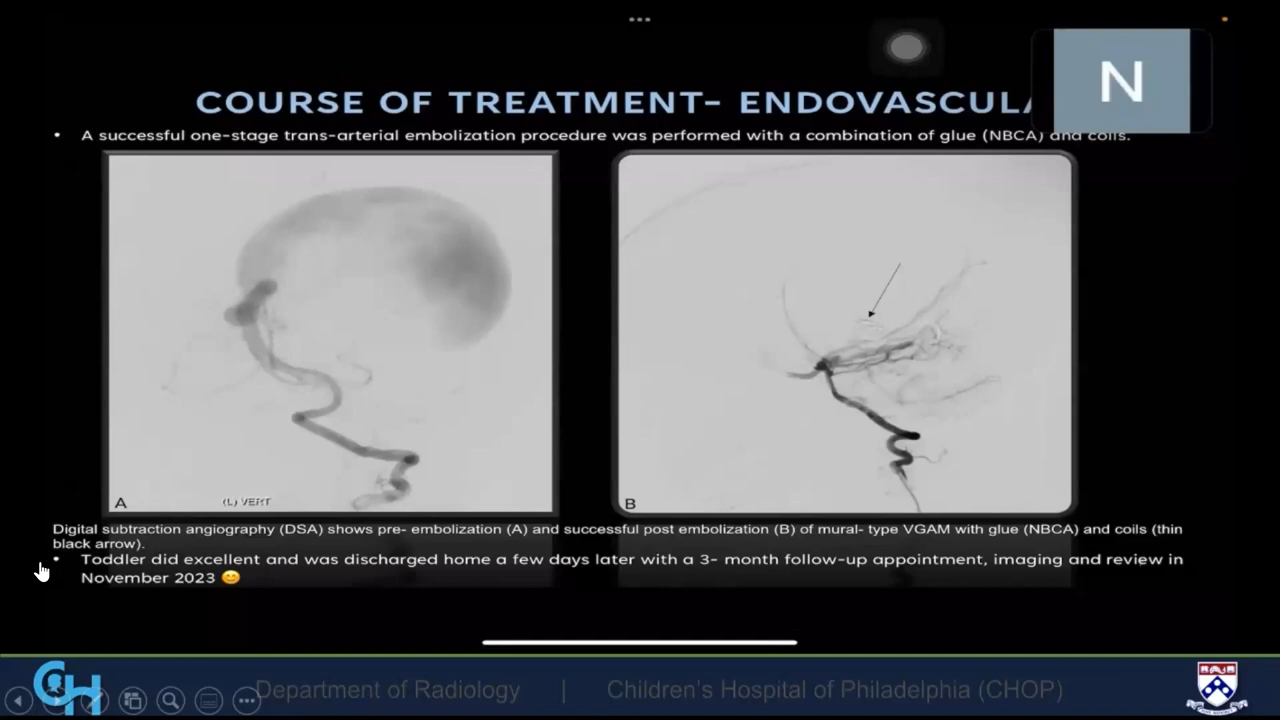 N
COURSE OF TREATMENT- ENDOVASCULA
• A successful one-stage trans-arterial embolization procedure was performed with a combination of glue (NBCA) and coils.
A
(L) VERT
B
Digital subtraction angiography (DSA) shows pre- embolization (A) and successful post embolization (B) of mural- type VGAM with glue (NBCA) and coils (thin
black arrow).
• Toddler did excellent and was discharged home a few days later with a 3- month follow-up appointment, imaging and review in
November 2023 😊
CH
Department of Radiology | Children's Hospital of Philadelphia (CHOP)